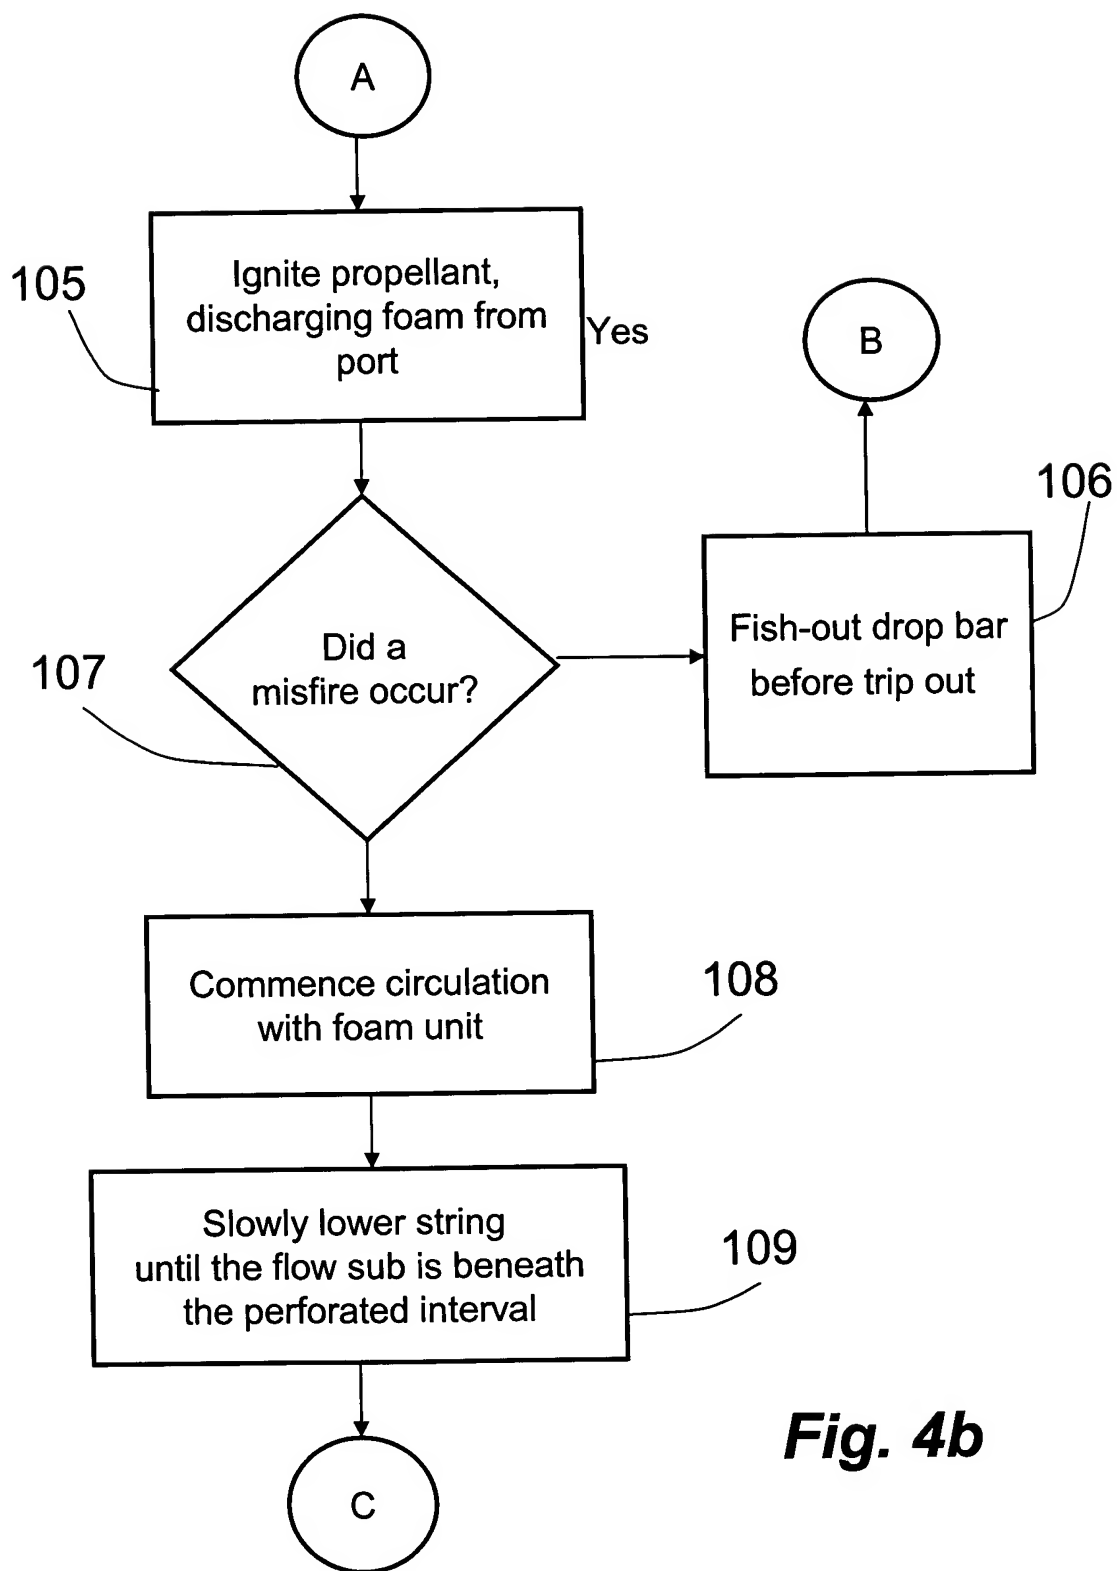 A
105
Ignite propellant,
discharging foam from
port
Yes
B
106
Fish-out drop bar
before trip out
107
Did a
misfire occur?
Commence circulation
with foam unit
108
Slowly lower string
until the flow sub is beneath
the perforated interval
109
Fig. 4b
C